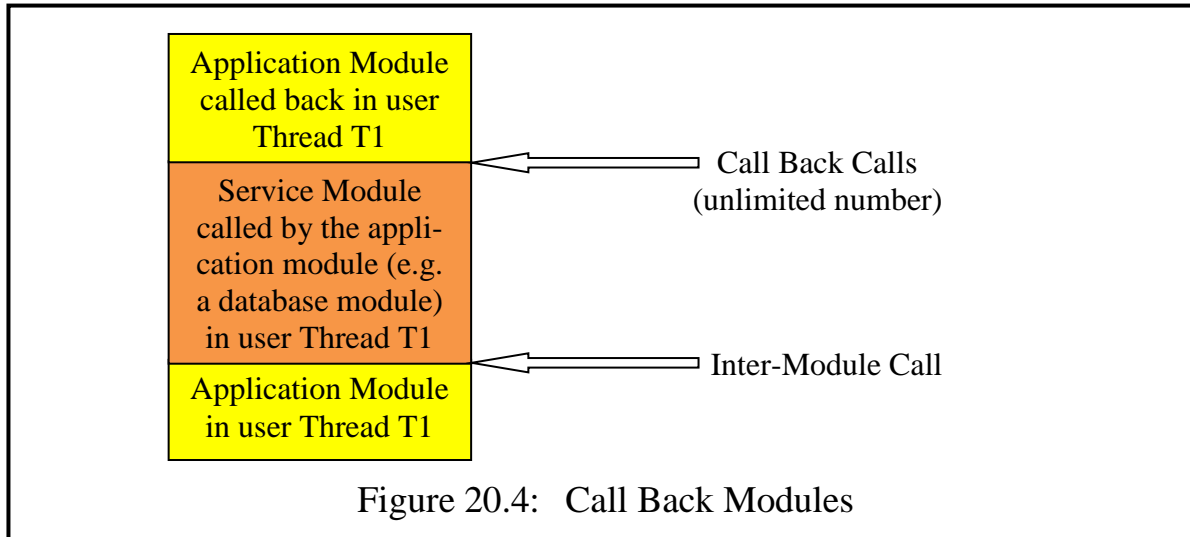 Application Module
called back in user
Thread T1
Call Back Calls
(unlimited number)
Service Module
called by the appli-
cation module (e.g.
a database module)
in user Thread T1
Inter-Module Call
Application Module
in user Thread T1
Figure 20.4: Call Back Modules